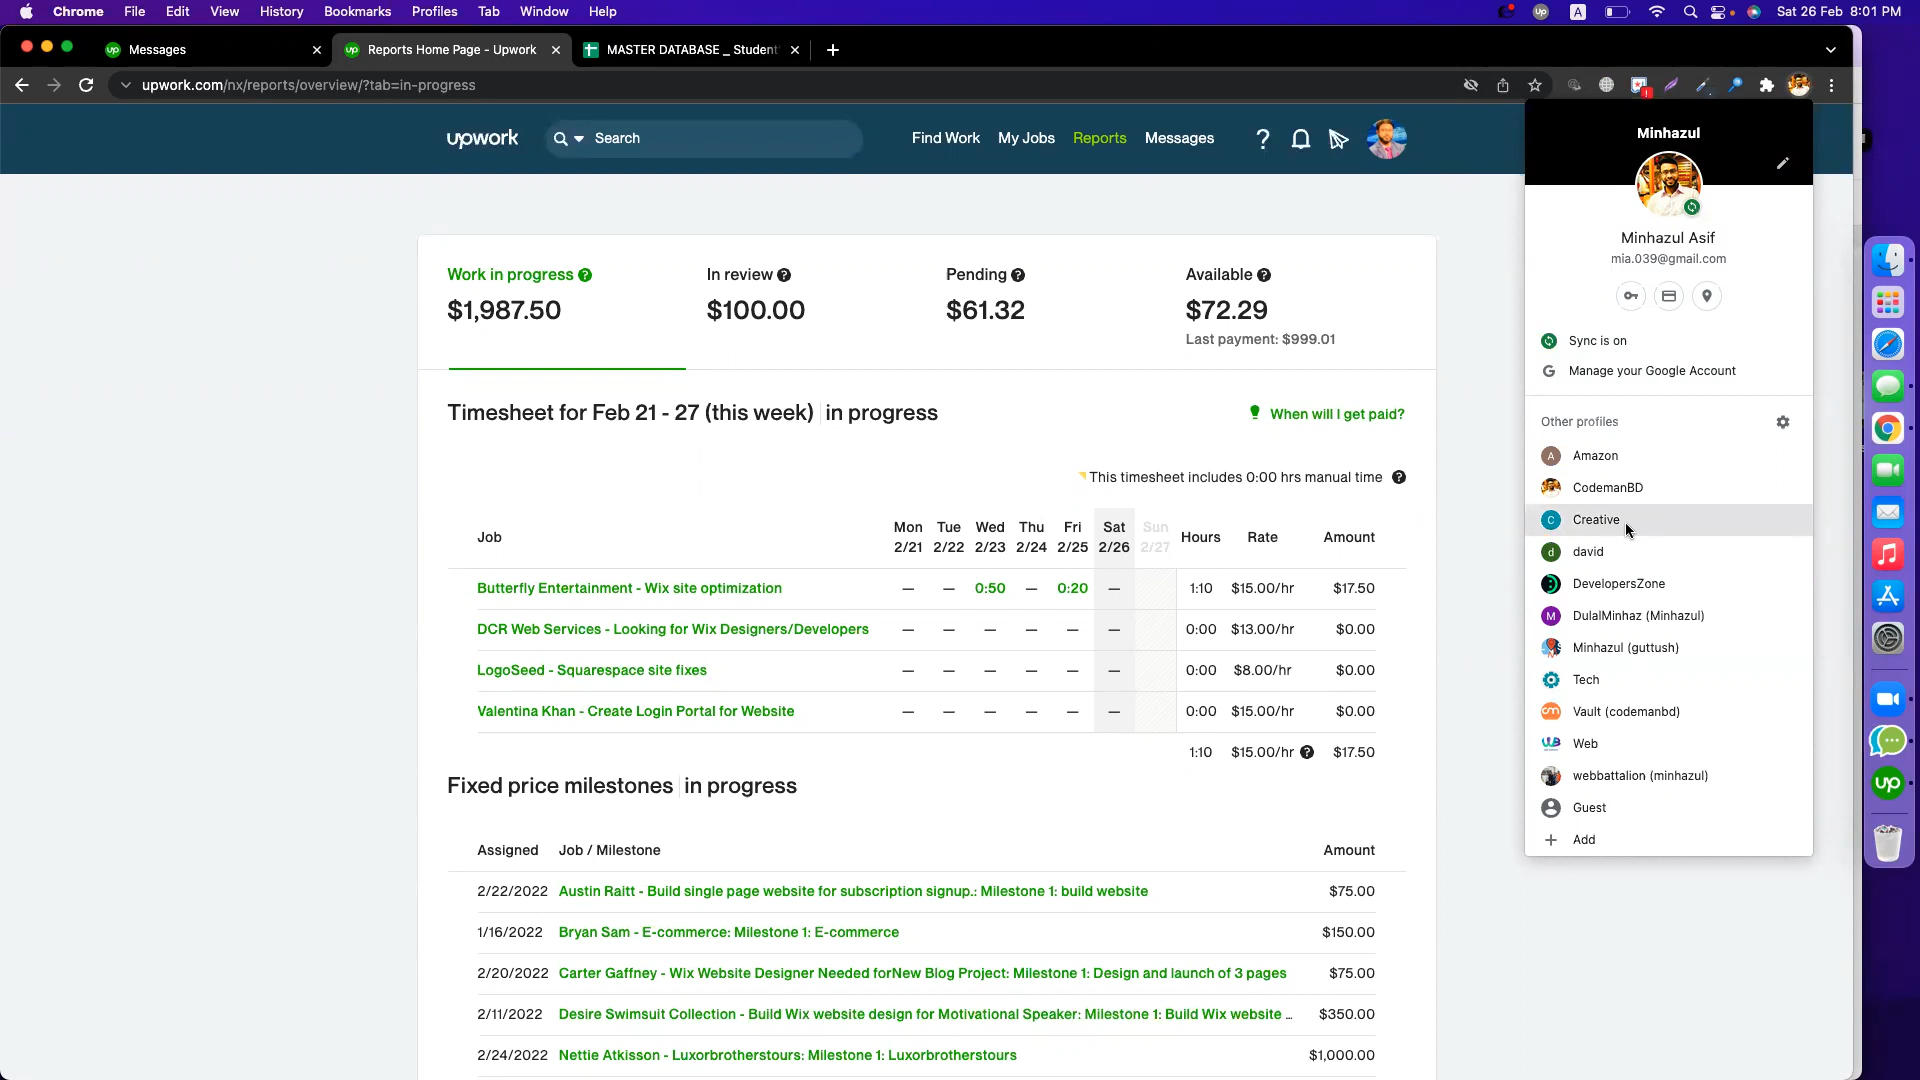 Chrome File Edit View History Bookmarks Profiles Tab Window Help
up A Sat 26 Feb 8:01 PM
up Messages
up Reports Home Page - Upwork
MASTER DATABASE _ Student
upwork.com/nx/reports/overview/?tab=in-progress
upwork
Search
Find Work My Jobs Reports Messages
Minhazul
Minhazul Asif
mia.039@gmail.com
Sync is on
G Manage your Google Account
Other profiles
A Amazon
CodemanBD
C Creative
d david
DevelopersZone
M DulalMinhaz (Minhazul)
Minhazul (guttush)
Tech
Vault (codemanbd)
Web
webbattalion (minhazul)
Guest
+ Add
up
Work in progress ? In review ? Pending ? Available ?
$1,987.50 $100.00 $61.32 $72.29
Last payment: $999.01
Timesheet for Feb 21 - 27 (this week) in progress
When will I get paid?
This timesheet includes 0:00 hrs manual time ?
Job Mon 2/21 Tue 2/22 Wed 2/23 Thu 2/24 Fri 2/25 Sat 2/26 Sun 2/27 Hours Rate Amount
Butterfly Entertainment - Wix site optimization — — 0:50 — 0:20 — 1:10 $15.00/hr $17.50
DCR Web Services - Looking for Wix Designers/Developers — — — — — — 0:00 $13.00/hr $0.00
LogoSeed - Squarespace site fixes — — — — — — 0:00 $8.00/hr $0.00
Valentina Khan - Create Login Portal for Website — — — — — — 0:00 $15.00/hr $0.00
1:10 $15.00/hr ? $17.50
Fixed price milestones in progress
Assigned Job / Milestone Amount
2/22/2022 Austin Raitt - Build single page website for subscription signup.: Milestone 1: build website $75.00
1/16/2022 Bryan Sam - E-commerce: Milestone 1: E-commerce $150.00
2/20/2022 Carter Gaffney - Wix Website Designer Needed forNew Blog Project: Milestone 1: Design and launch of 3 pages $75.00
2/11/2022 Desire Swimsuit Collection - Build Wix website design for Motivational Speaker: Milestone 1: Build Wix website ... $350.00
2/24/2022 Nettie Atkisson - Luxorbrotherstours: Milestone 1: Luxorbrotherstours $1,000.00